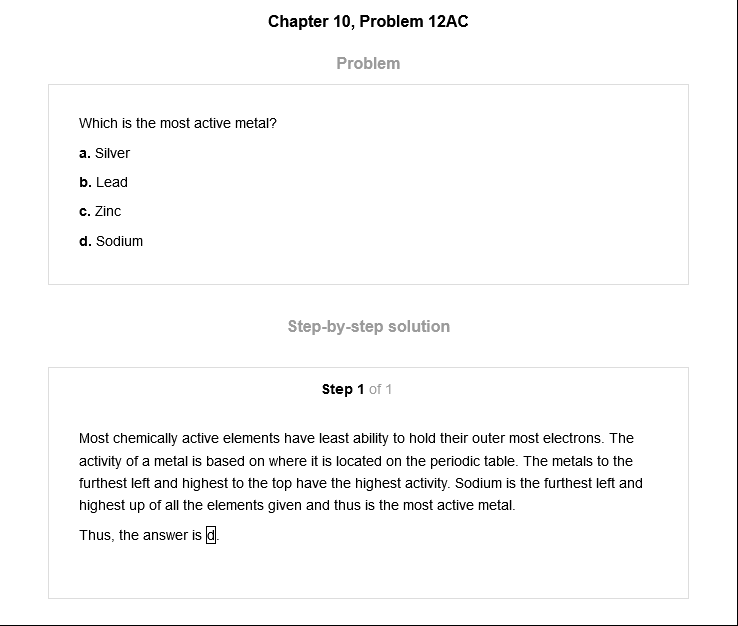 Chapter 10, Problem 12AC
Problem
Which is the most active metal?
a. Silver
b. Lead
c. Zinc
d. Sodium
Step-by-step solution
Step 1 of 1
Most chemically active elements have least ability to hold their outer most electrons. The
activity of a metal is based on where it is located on the periodic table. The metals to the
furthest left and highest to the top have the highest activity. Sodium is the furthest left and
highest up of all the elements given and thus is the most active metal.
Thus, the answer is d.